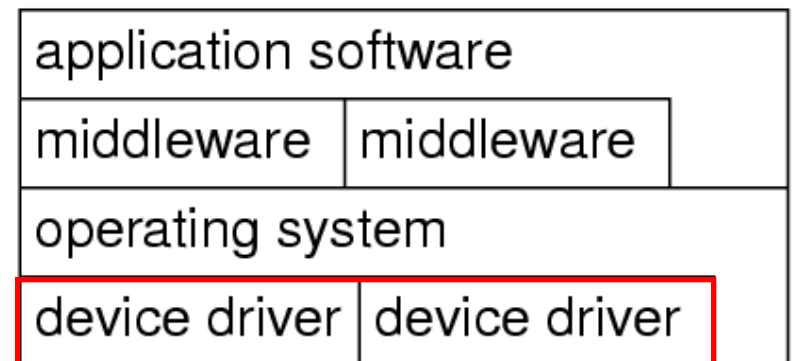 application software
middleware middleware
operating system
device driver device driver